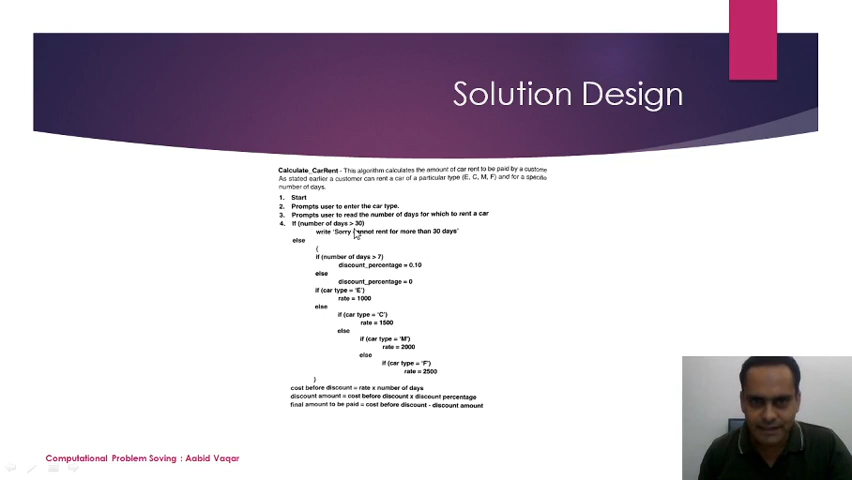 Solution Design
Calculate_CarRent - This algorithm calculates the amount of car rent to be paid by a custome
As stated earlier a customer can rent a car of a particular type (E, C, M, F) and for a specific
number of days.
1. Start
2. Prompts user to enter the car type.
3. Prompts user to read the number of days for which to rent a car
4. If (number of days > 30)
write 'Sorry cannot rent for more than 30 days'
else
(
if (number of days > 7)
discount_percentage = 0.10
else
discount_percentage = 0
if (car type = 'E')
rate = 1000
else
if (car type = 'C')
rate = 1500
else
if (car type = 'M')
rate = 2000
else
if (car type = 'F')
rate = 2500
)
cost before discount = rate x number of days
discount amount = cost before discount x discount percentage
final amount to be paid = cost before discount - discount amount
Computational Problem Soving : Aabid Vaqar